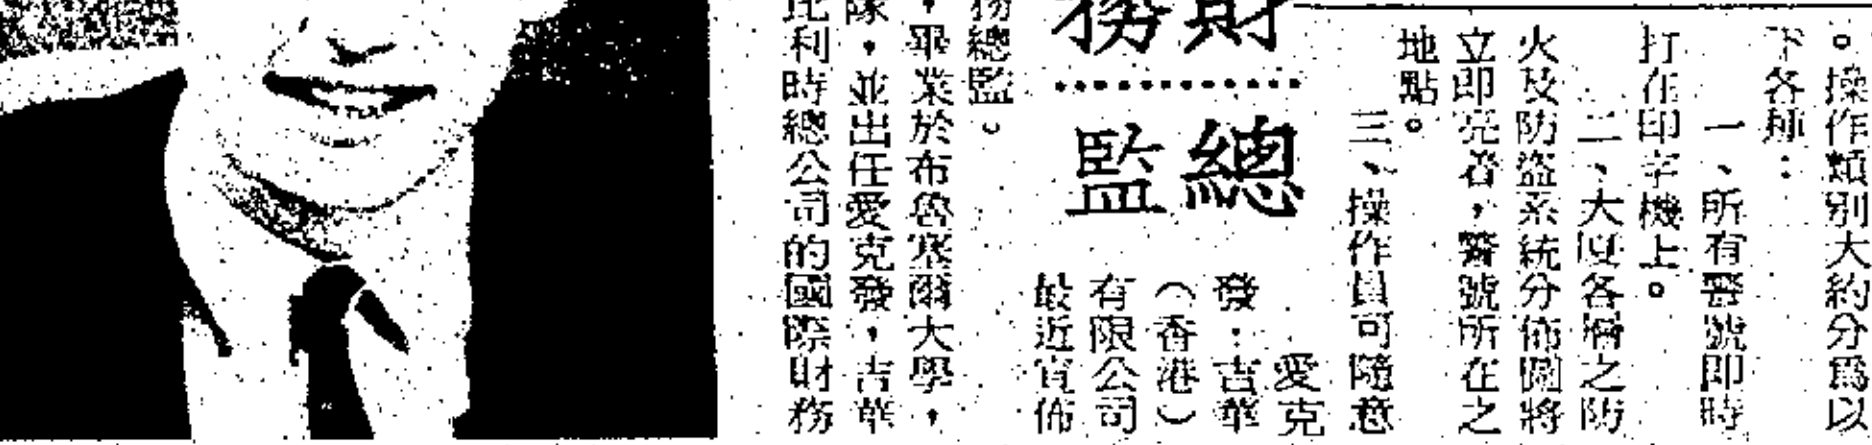 。操作類別大約分爲以
下各種：
一、所有警號即時
打在印字機上。
二、大廈各層之防
火及防盜系統分佈圖將
立即亮着，警號所在之
地點。
三、操作員可隨意
財務
總監
愛克
發：吉華
（香港）
有限公司
最近宣佈
務總監。
，畢業於布魯塞爾大學，
隊，並出任愛克發，吉華
比利時總公司的國際財務